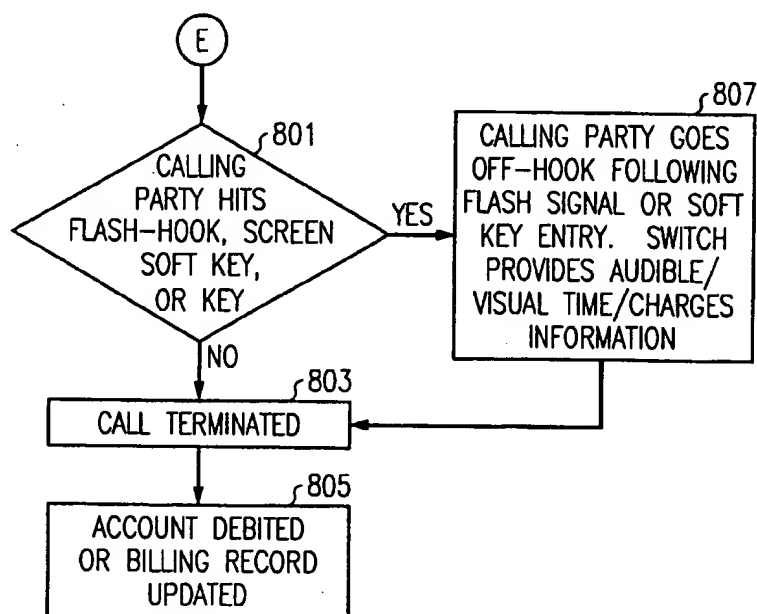 E
801
CALLING
PARTY HITS
FLASH-HOOK, SCREEN
SOFT KEY,
OR KEY
YES
807
CALLING PARTY GOES
OFF-HOOK FOLLOWING
FLASH SIGNAL OR SOFT
KEY ENTRY. SWITCH
PROVIDES AUDIBLE/
VISUAL TIME/CHARGES
INFORMATION
NO
803
CALL TERMINATED
805
ACCOUNT DEBITED
OR BILLING RECORD
UPDATED